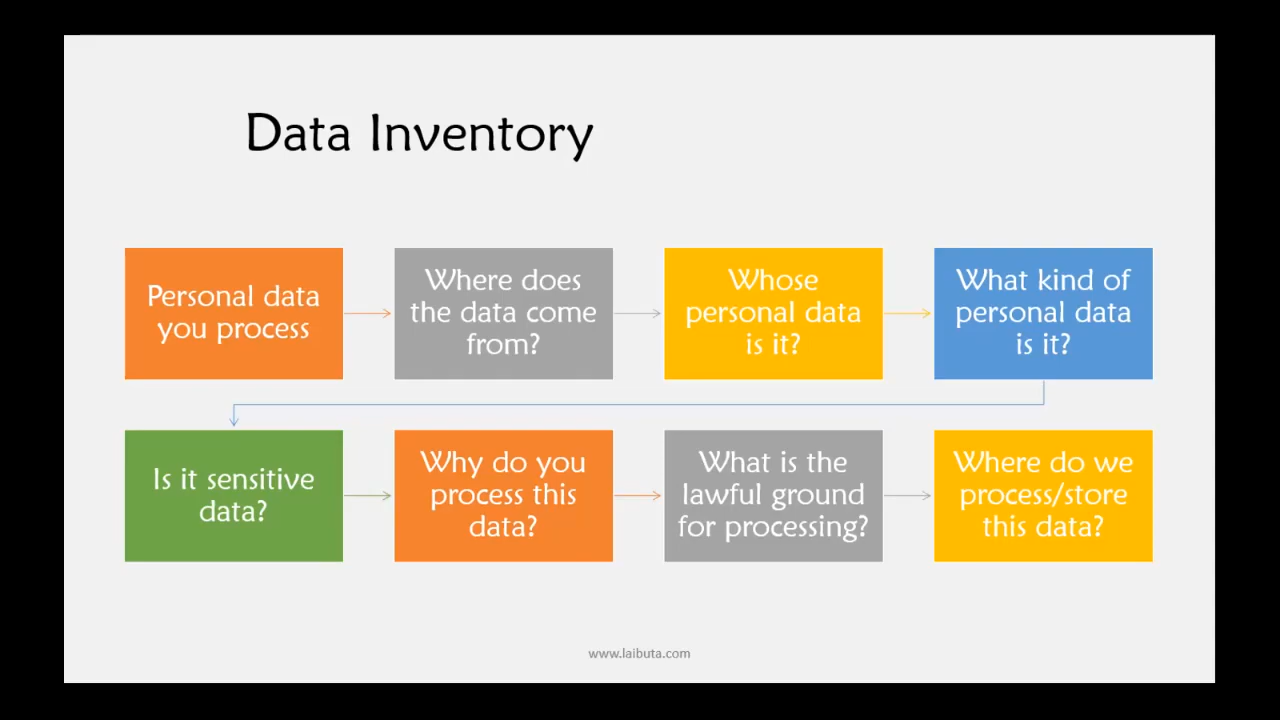 Data Inventory
Personal data
you process
Where does
the data come
from?
Whose
personal data
is it?
What kind of
personal data
is it?
Is it sensitive
data?
Why do you
process this
data?
What is the
lawful ground
for processing?
Where do we
process/store
this data?
www.laibuta.com